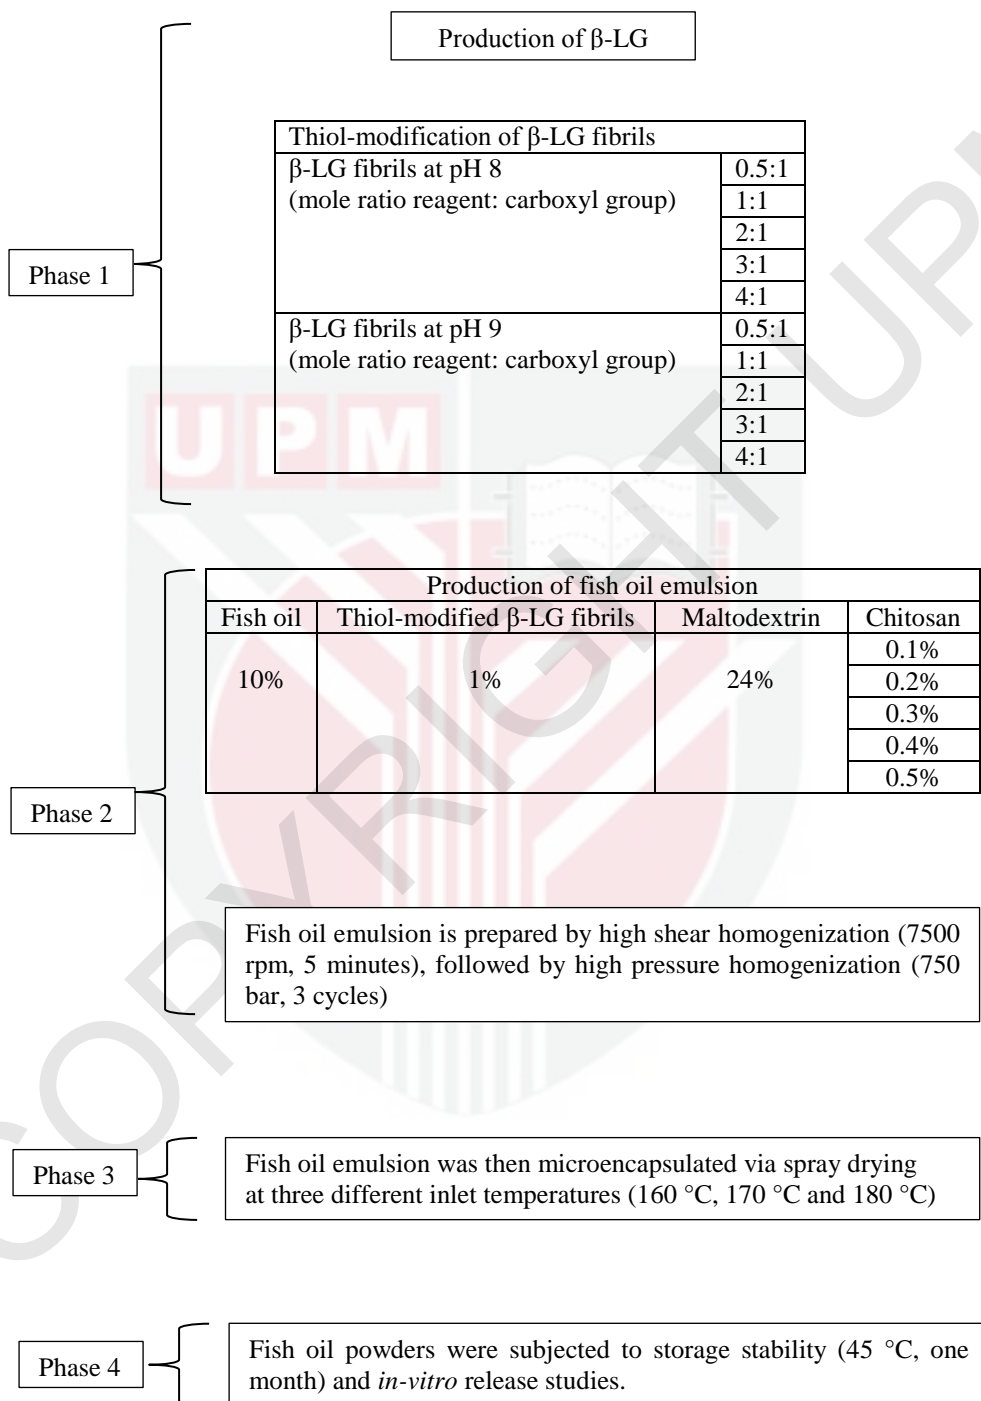 Production of β-LG
Thiol-modification of β-LG fibrils
β-LG fibrils at pH 8
(mole ratio reagent: carboxyl group)
0.5:1
1:1
2:1
3:1
4:1
Phase 1
β-LG fibrils at pH 9
(mole ratio reagent: carboxyl group)
0.5:1
1:1
2:1
3:1
4:1
UPM
Production of fish oil emulsion
Fish oil Thiol-modified β-LG fibrils Maltodextrin Chitosan
0.1%
10% 1% 24% 0.2%
0.3%
0.4%
0.5%
Phase 2
Fish oil emulsion is prepared by high shear homogenization (7500
rpm, 5 minutes), followed by high pressure homogenization (750
bar, 3 cycles)
Phase 3
Fish oil emulsion was then microencapsulated via spray drying
at three different inlet temperatures (160 °C, 170 °C and 180 °C)
Phase 4
Fish oil powders were subjected to storage stability (45 °C, one
month) and in-vitro release studies.
COPYRIGHT UPM